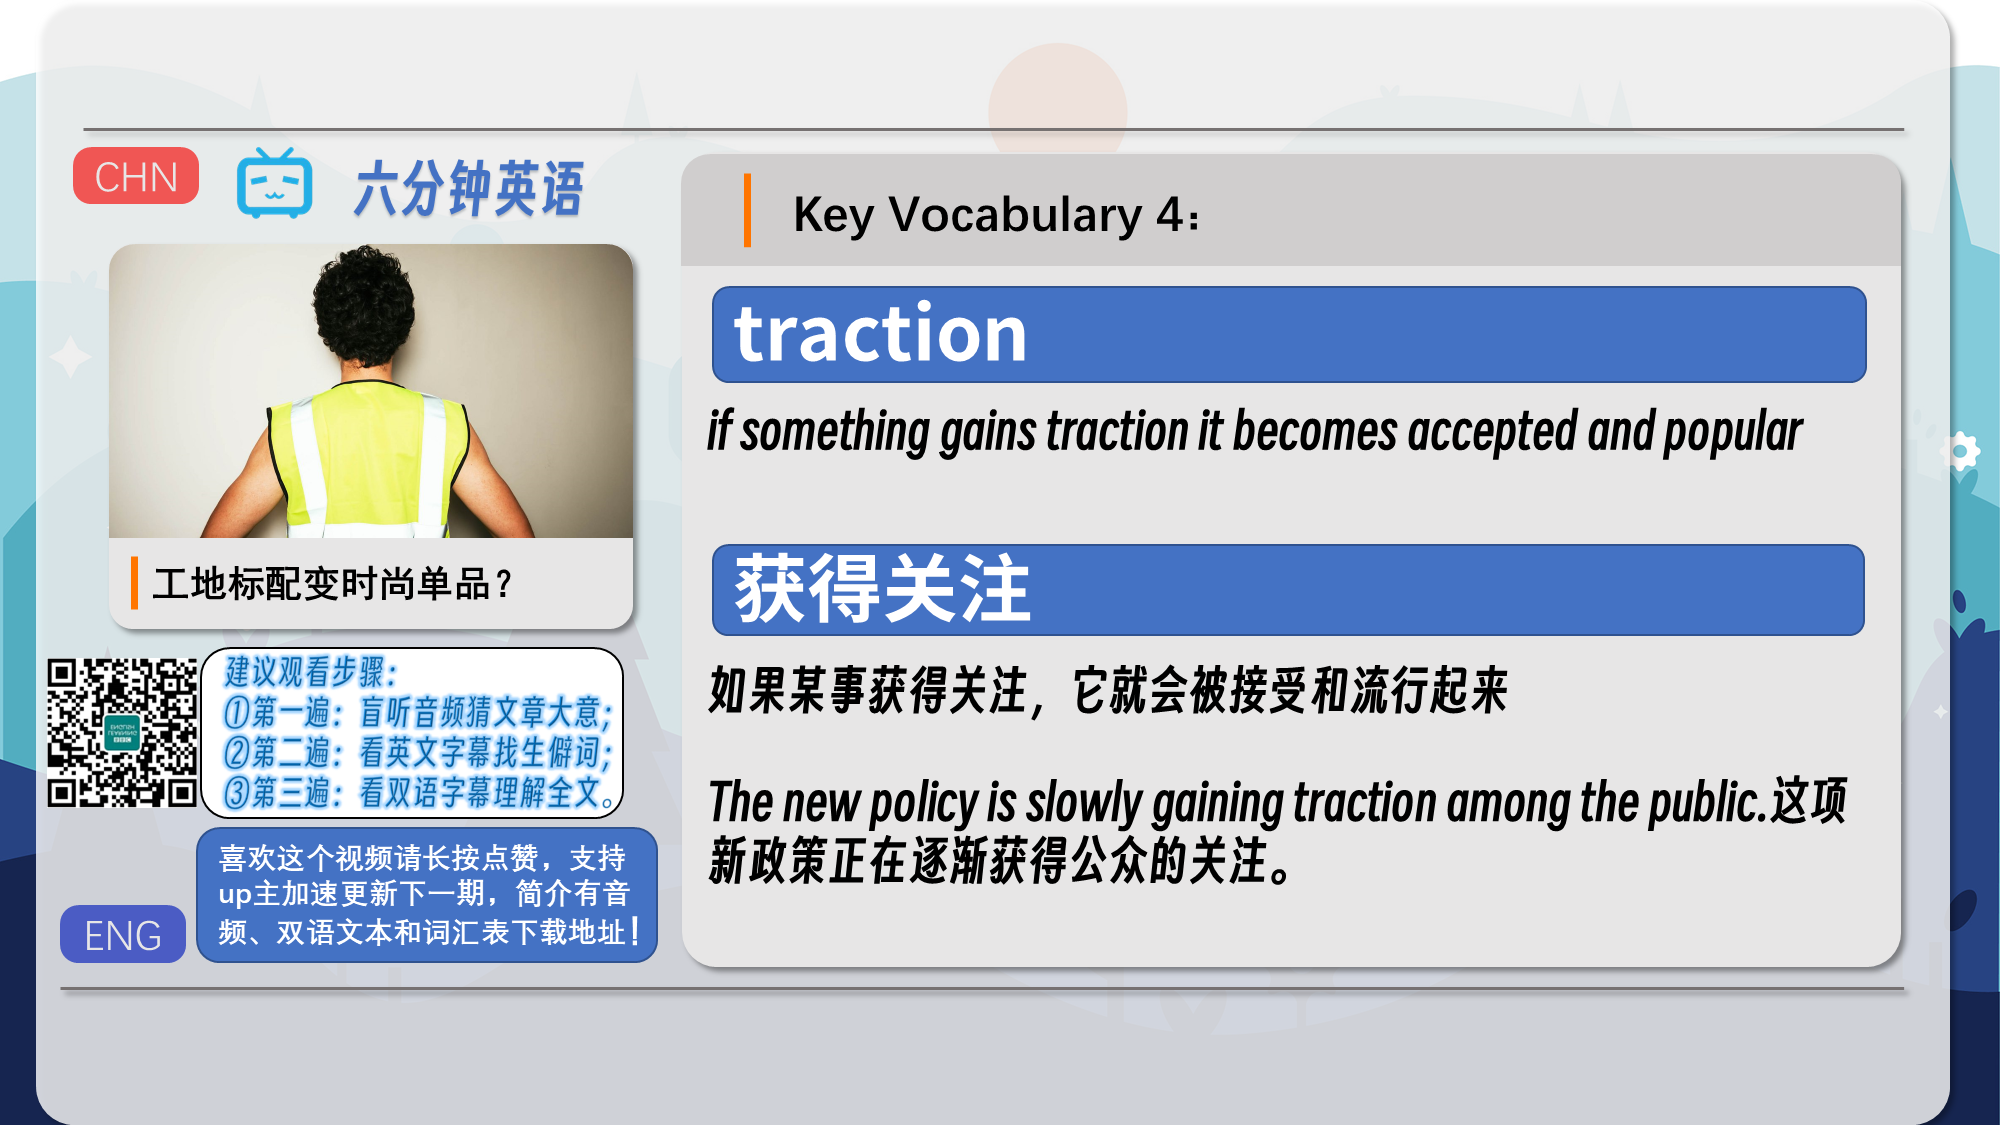 CHN
六分钟英语
工地标配变时尚单品？
建议观看步骤：
①第一遍：盲听音频猜文章大意；
②第二遍：看英文字幕找生僻词；
③第三遍：看双语字幕理解全文。
喜欢这个视频请长按点赞，支持
up主加速更新下一期，简介有音
频、双语文本和词汇表下载地址！
ENG
Key Vocabulary 4：
traction
if something gains traction it becomes accepted and popular
获得关注
如果某事获得关注，它就会被接受和流行起来
The new policy is slowly gaining traction among the public.这项
新政策正在逐渐获得公众的关注。